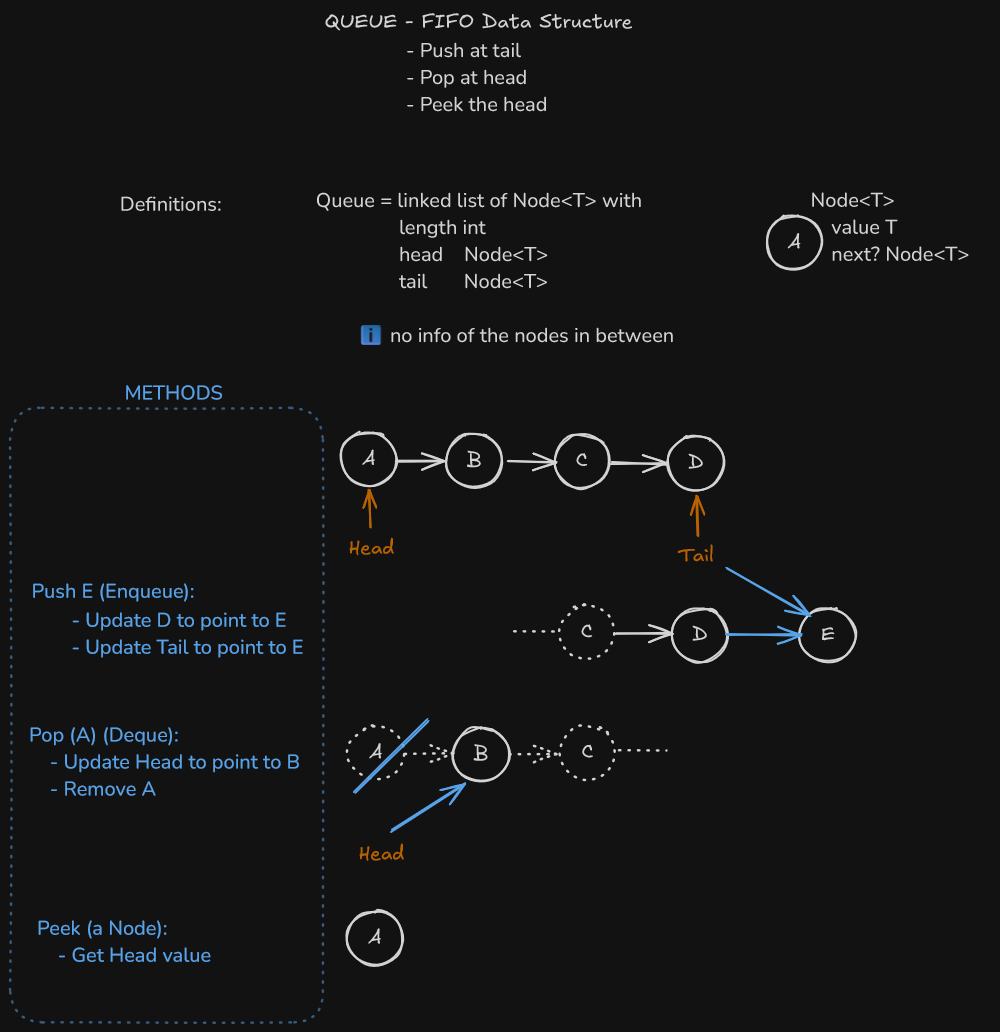 QUEUE - FIFO Data Structure
- Push at tail
- Pop at head
- Peek the head
Definitions:
Queue = linked list of Node<T> with
length int
head Node<T>
tail Node<T>
Node<T>
A
value T
next? Node<T>
i no info of the nodes in between
METHODS
A B C D
Head
Tail
Push E (Enqueue):
- Update D to point to E
- Update Tail to point to E
C D E
Pop (A) (Deque):
- Update Head to point to B
- Remove A
A B C
Head
Peek (a Node):
- Get Head value
A